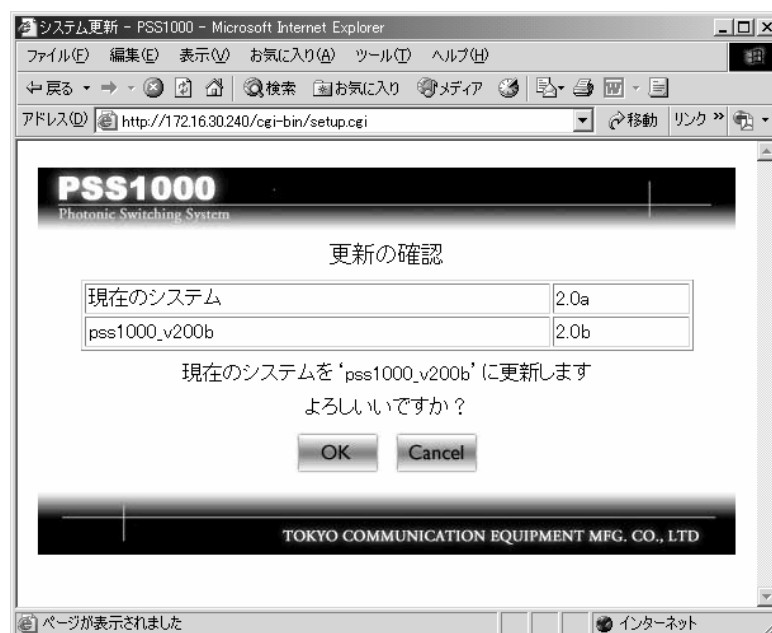 システム更新 - PSS1000 - Microsoft Internet Explorer
ファイル(F) 編集(E) 表示(V) お気に入り(A) ツール(T) ヘルプ(H)
戻る 検索 お気に入り メディア
アドレス(D) http://172.16.30.240/cgi-bin/setup.cgi 移動 リンク »
PSS1000
Photonic Switching System
更新の確認
現在のシステム 2.0a
pss1000_v200b 2.0b
現在のシステムを‘pss1000_v200b’に更新します
よろしいいですか？
OK Cancel
TOKYO COMMUNICATION EQUIPMENT MFG. CO., LTD
ページが表示されました インターネット